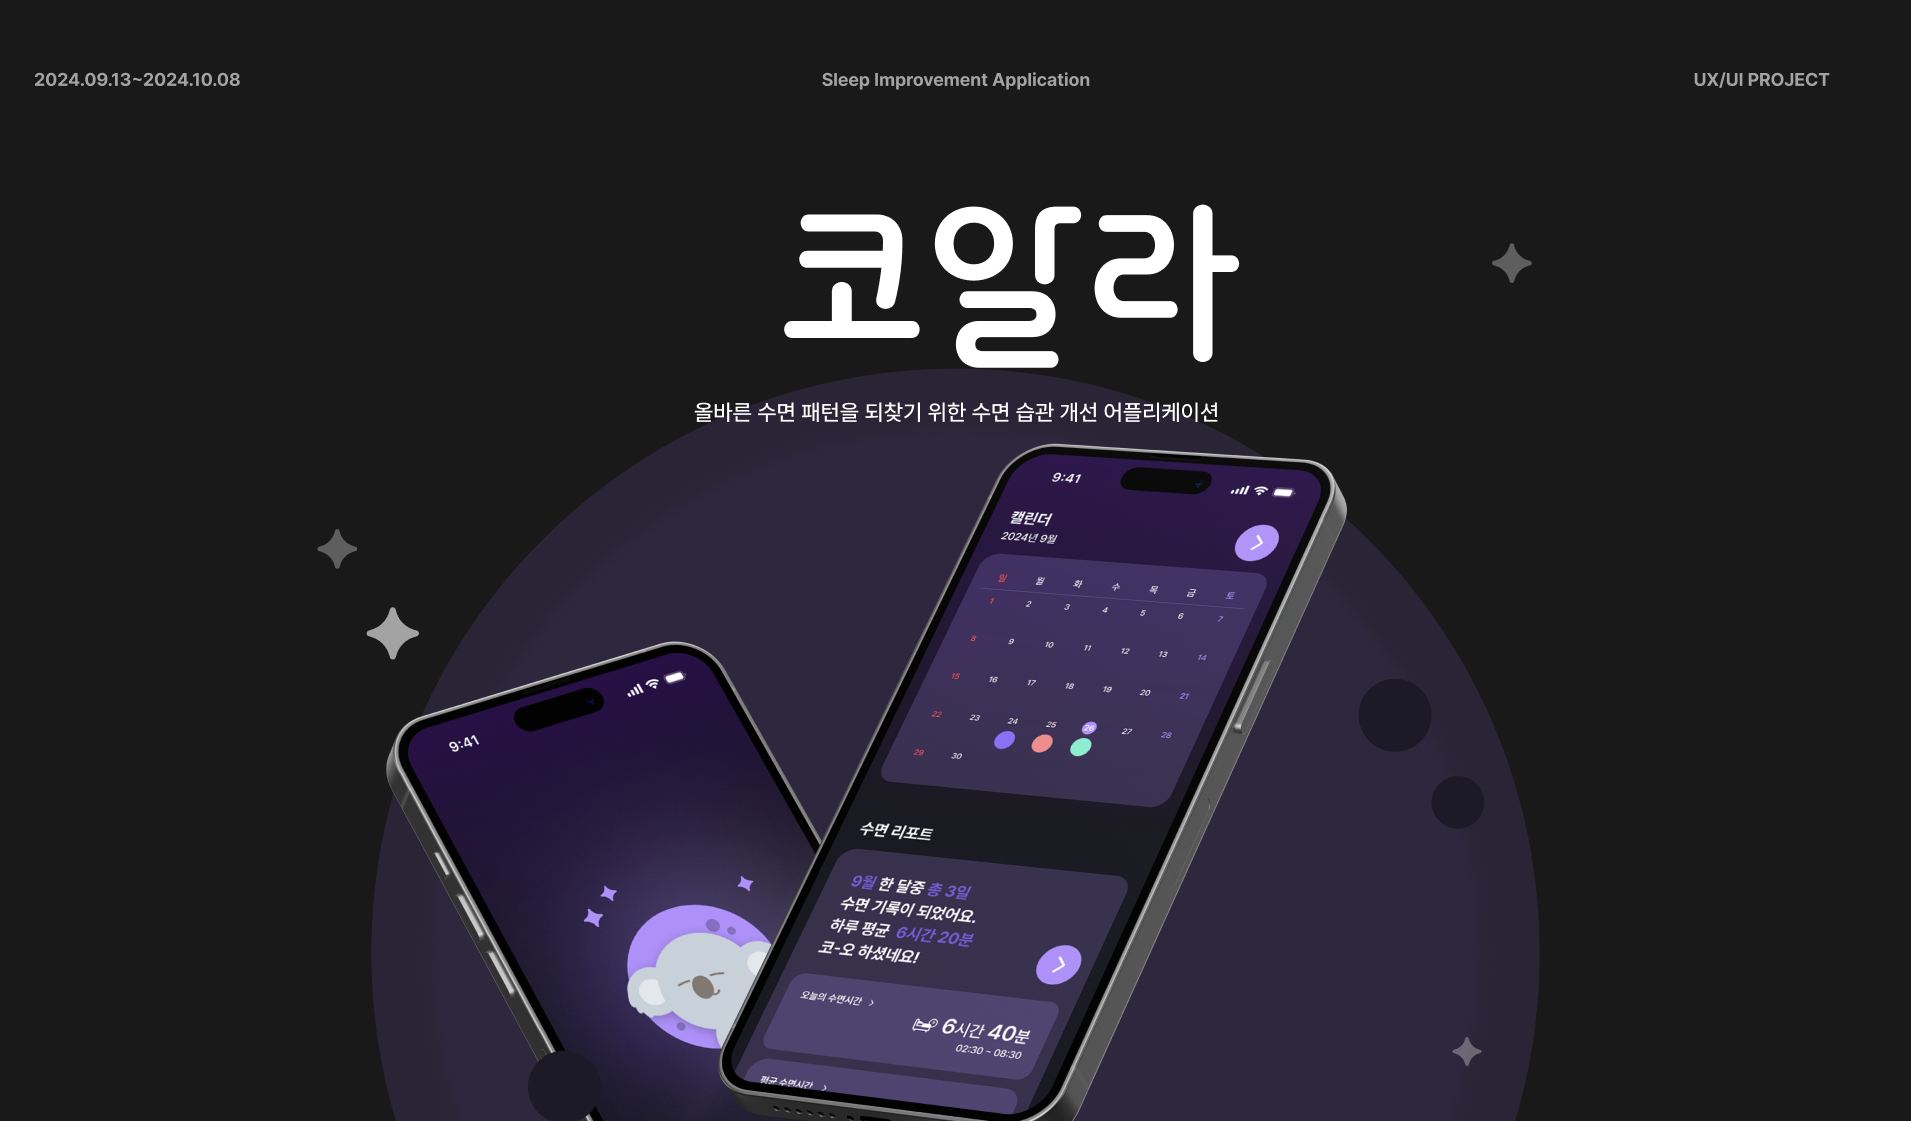 2024.09.13~2024.10.08
Sleep Improvement Application
UX/UI PROJECT
코알라
올바른 수면 패턴을 되찾기 위한 수면 습관 개선 어플리케이션
9:41
캘린더
2024년 9월
일 월 화 수 목 금 토
1 2 3 4 5 6 7
8 9 10 11 12 13 14
15 16 17 18 19 20 21
22 23 24 25 26 27 28
29 30
수면 리포트
9월 한 달중 총 3일
수면 기록이 되었어요.
하루 평균 6시간 20분
코-오 하셨네요!
오늘의 수면시간 >
6시간 40분
02:30 ~ 08:30
평균 수면시간 >
9:41